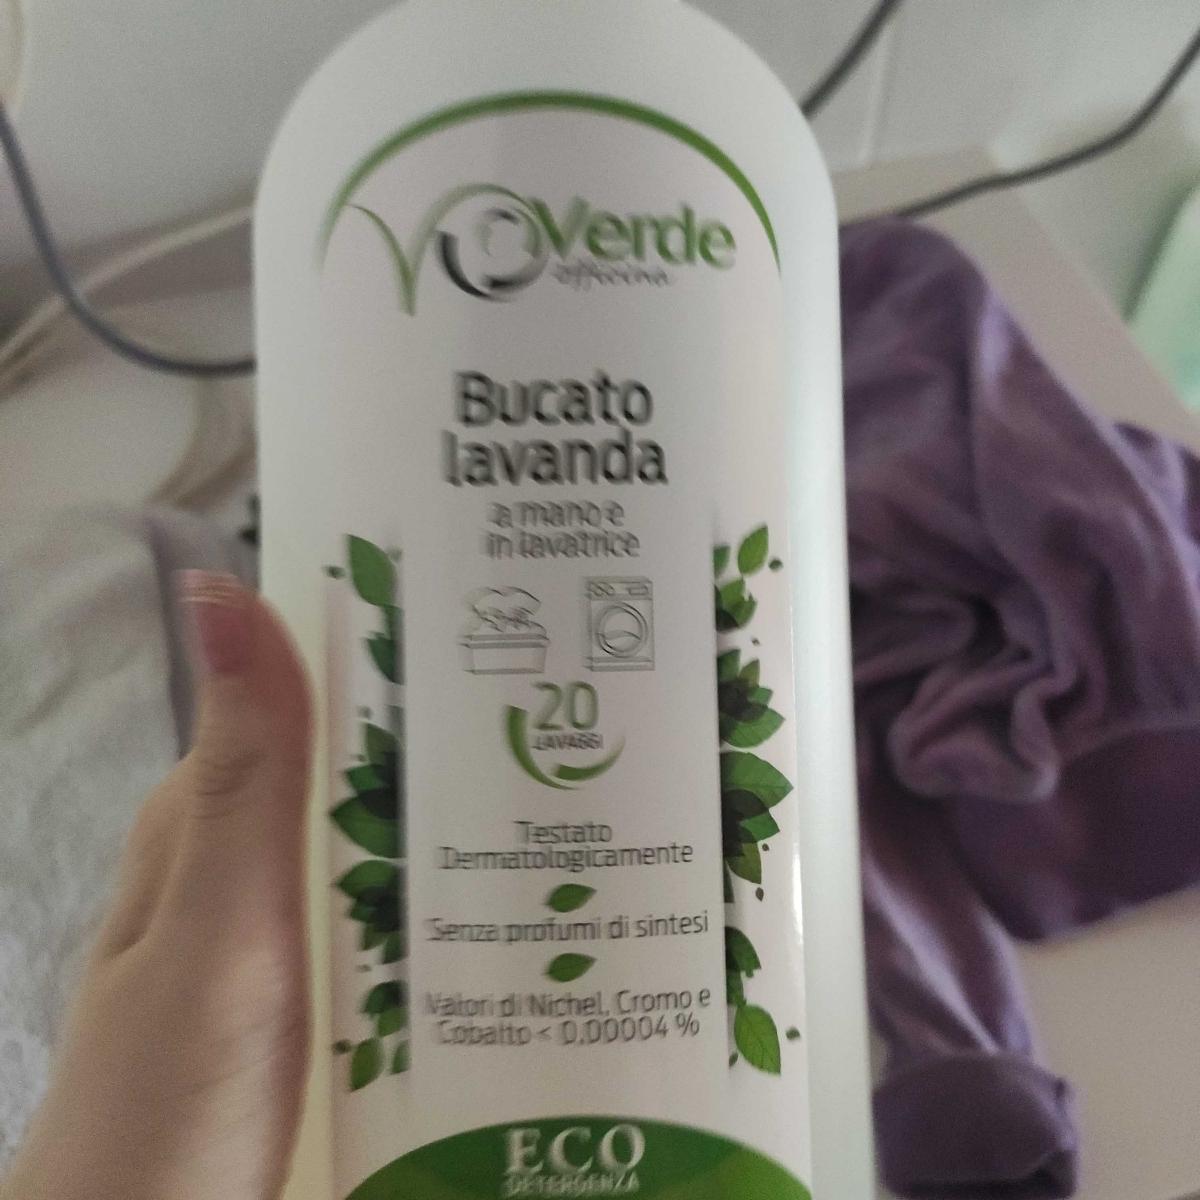 Verde
officina
Bucato
lavanda
a mano e
in lavatrice
20
LAVAGGI
Testato
Dermatologicamente
Senza profumi di sintesi
Valori di Nichel, Cromo e
Cobalto < 0,00004 %
ECO
DETERGENZA